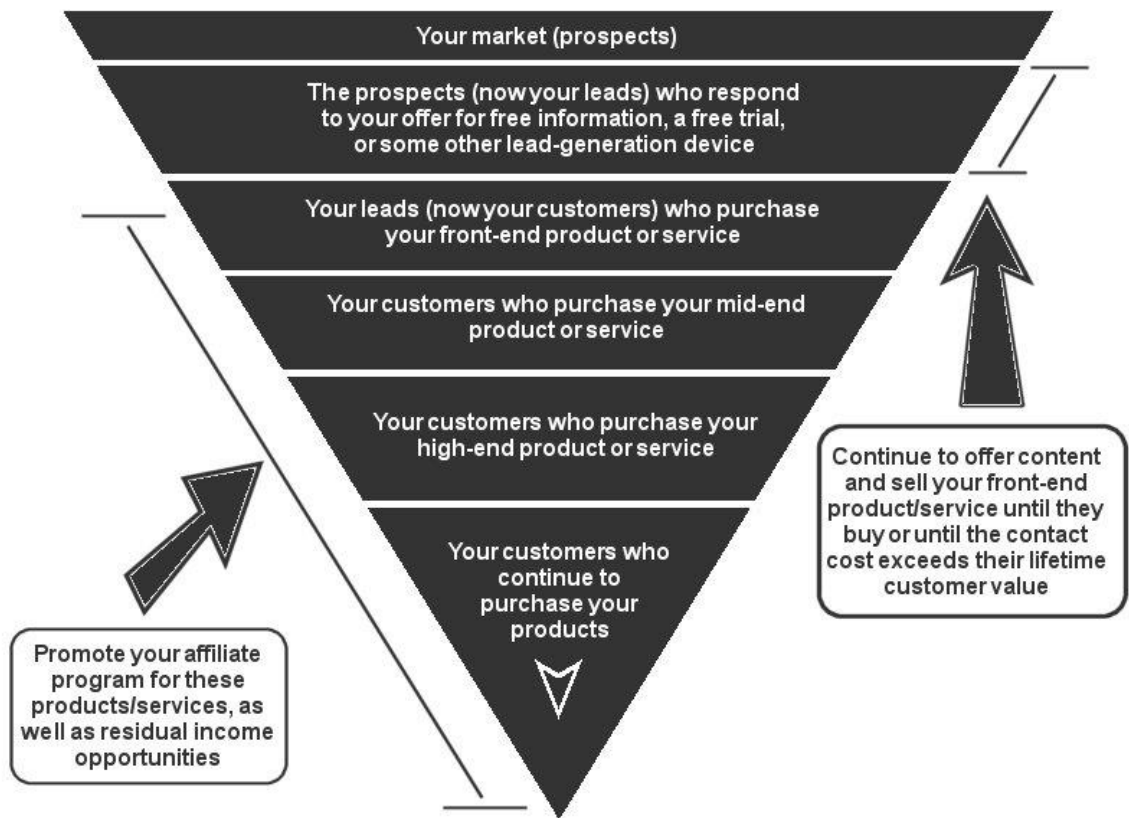 Your market (prospects)
The prospects (now your leads) who respond
to your offer for free information, a free trial,
or some other lead-generation device
Your leads (now your customers) who purchase
your front-end product or service
Your customers who purchase your mid-end
product or service
Your customers who purchase your
high-end product or service
Your customers who
continue to
purchase your
products
Continue to offer content
and sell your front-end
product/service until they
buy or until the contact
cost exceeds their lifetime
customer value
Promote your affiliate
program for these
products/services, as
well as residual income
opportunities